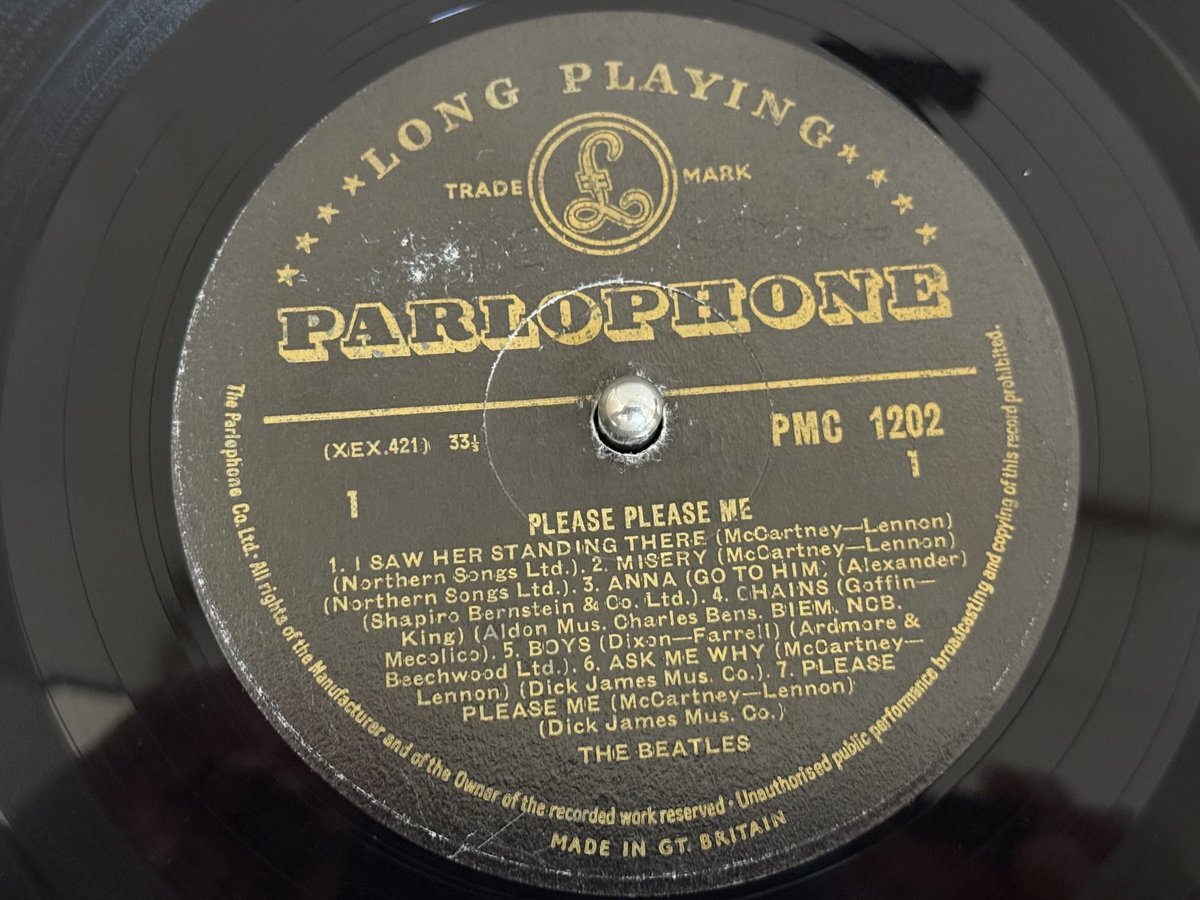 ★★★★ LONG PLAYING ★★★★
TRADE £ MARK
PARLOPHONE
(XEX.421) 33⅓
PMC 1202
1
1
PLEASE PLEASE ME
1. I SAW HER STANDING THERE (McCartney—Lennon)
(Northern Songs Ltd.). 2. MISERY (McCartney—Lennon)
(Northern Songs Ltd.). 3. ANNA (GO TO HIM) (Alexander)
(Shapiro Bernstein & Co. Ltd.). 4. CHAINS (Goffin—
King) (Aldon Mus. Charles Bens. BIEM. NCB.
Mecolico). 5. BOYS (Dixon—Farrell) (Ardmore &
Beechwood Ltd.). 6. ASK ME WHY (McCartney—
Lennon) (Dick James Mus. Co.). 7. PLEASE
PLEASE ME (McCartney—Lennon)
(Dick James Mus. Co.)
THE BEATLES
The Parlophone Co. Ltd · All rights of the Manufacturer and of the Owner of the recorded work reserved · Unauthorised public performance broadcasting and copying of this record prohibited.
MADE IN GT. BRITAIN